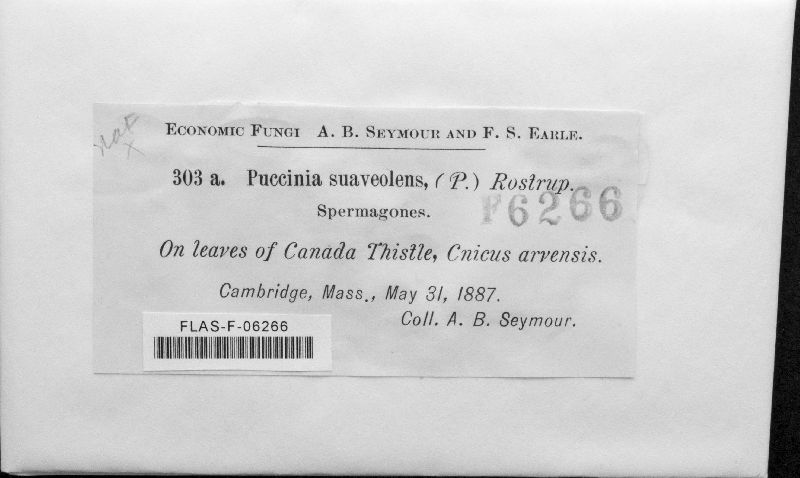 Economic Fungi A. B. Seymour and F. S. Earle.
303 a. Puccinia suaveolens, (P.) Rostrup.
Spermagones.
F6266
On leaves of Canada Thistle, Cnicus arvensis.
Cambridge, Mass., May 31, 1887.
Coll. A. B. Seymour.
FLAS-F-06266